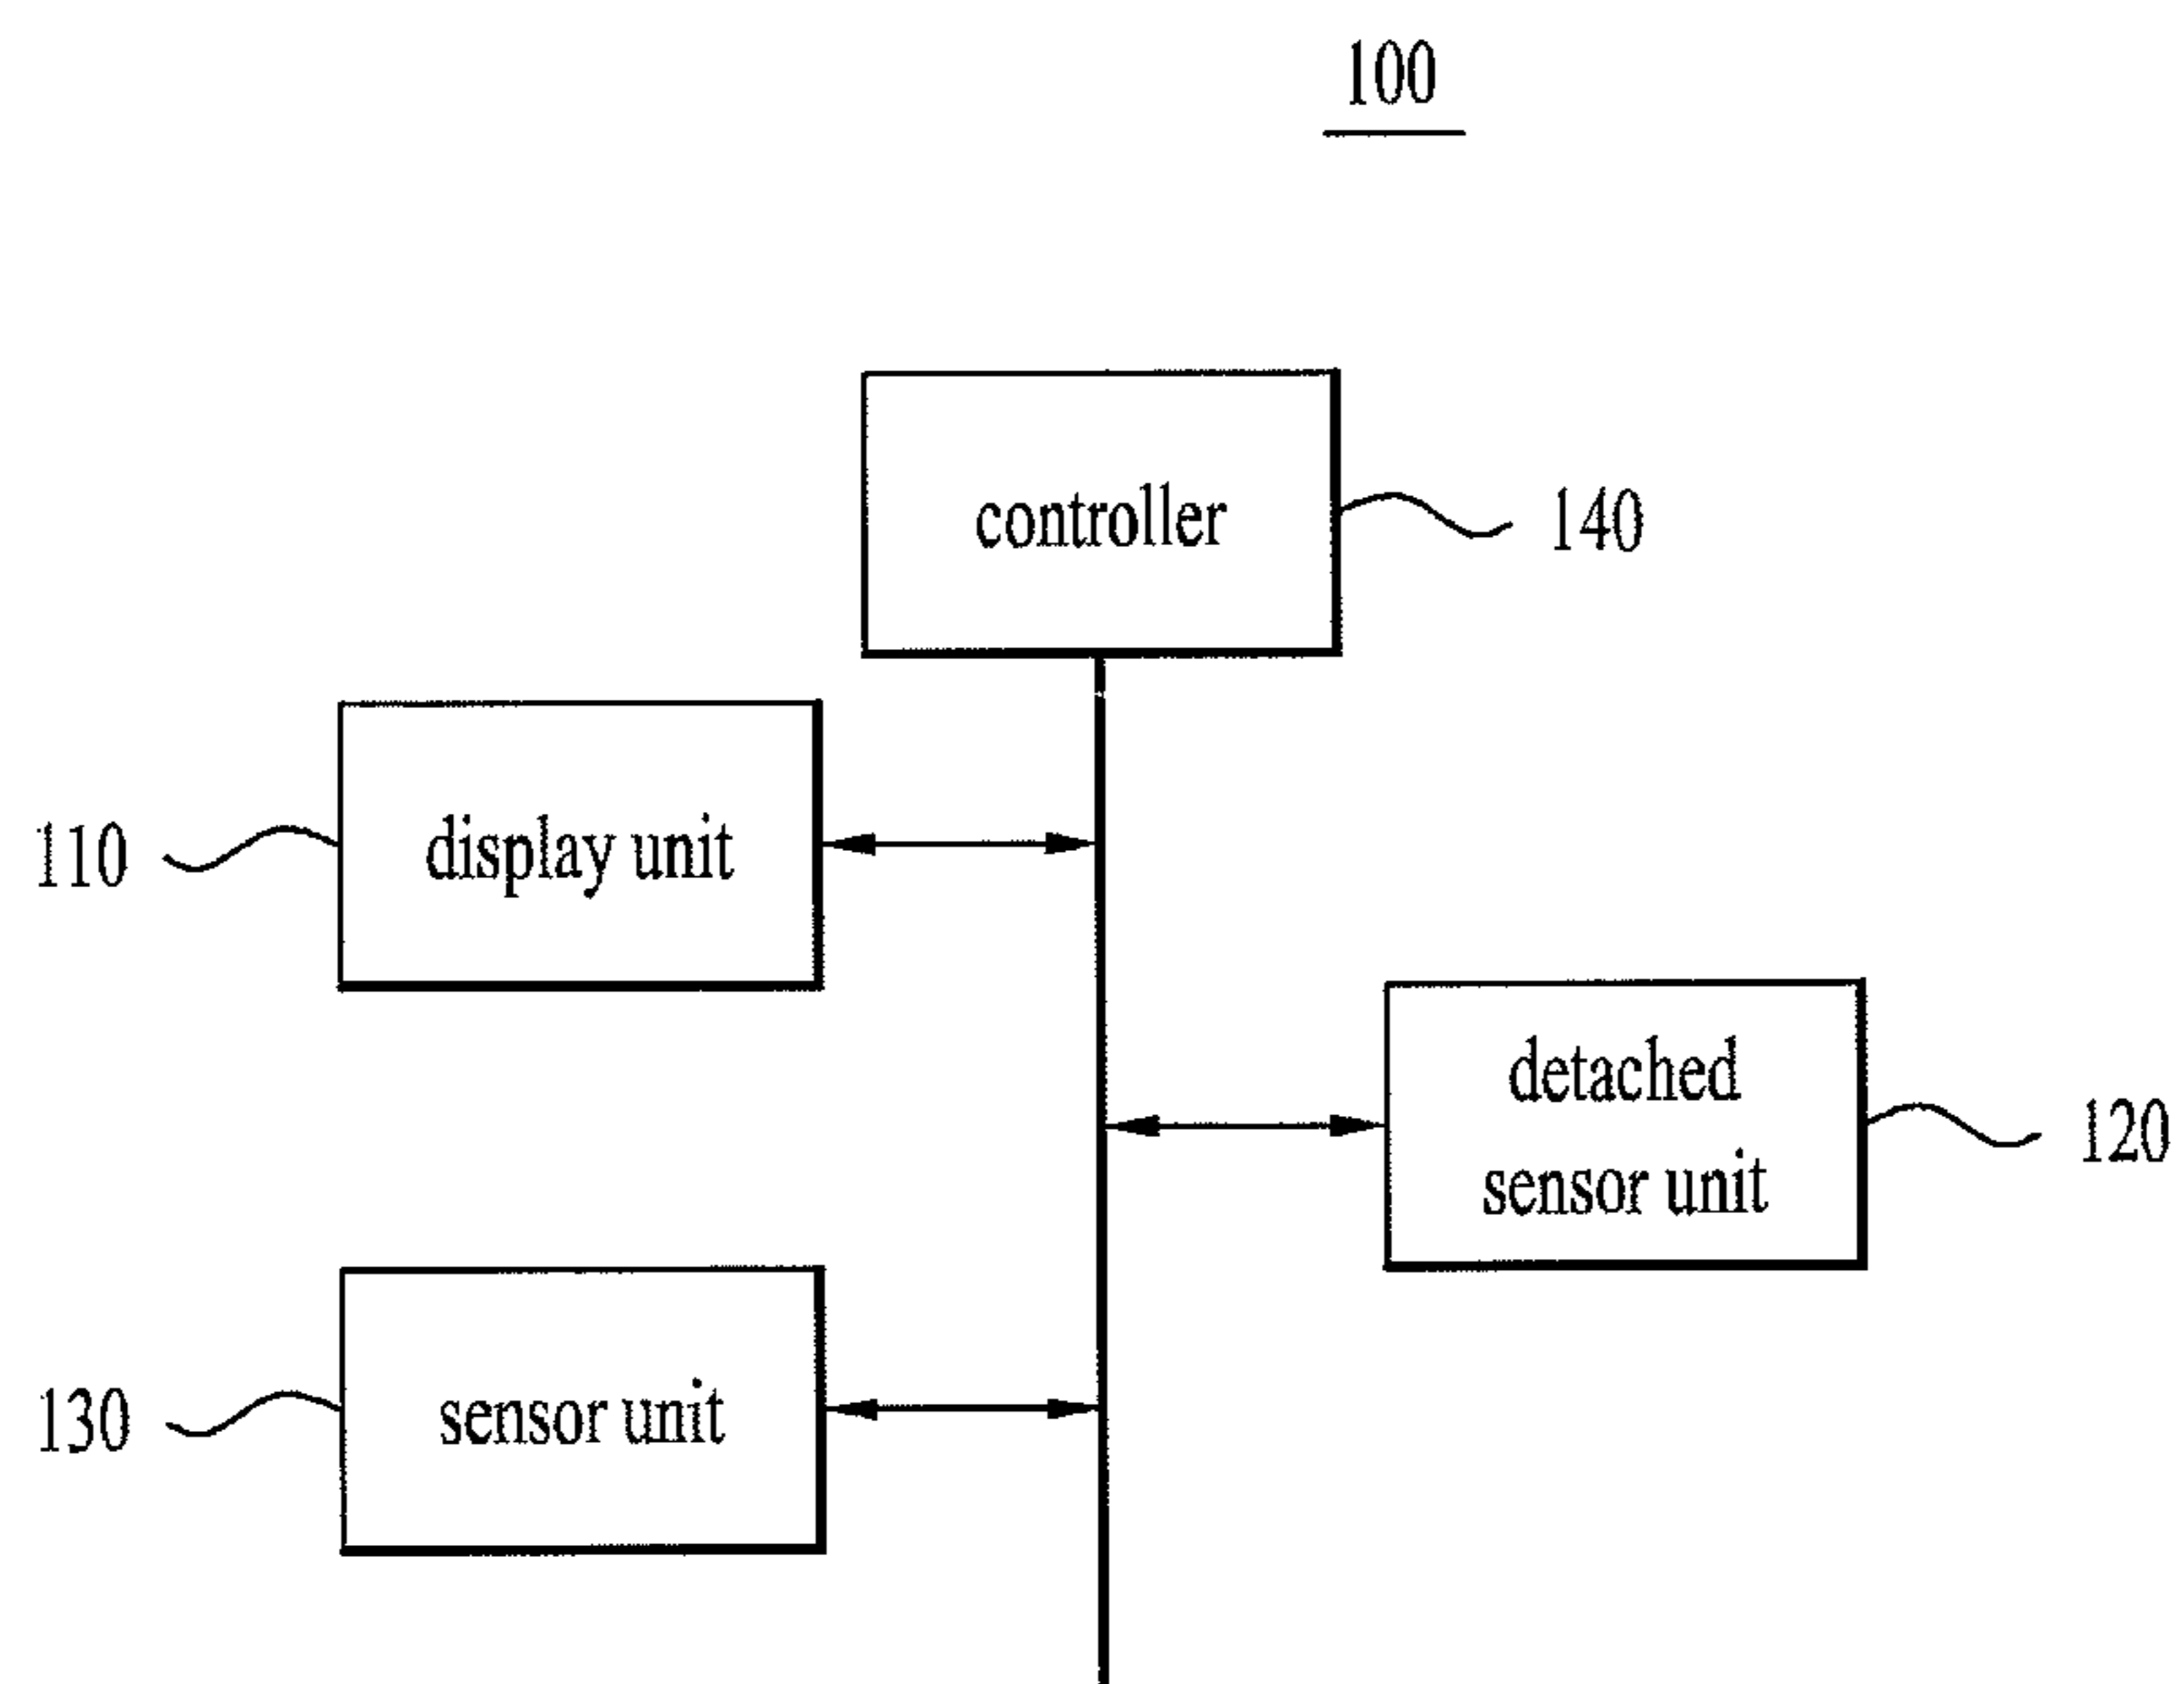 100
controller
140
110
display unit
detached
sensor unit
120
130
sensor unit